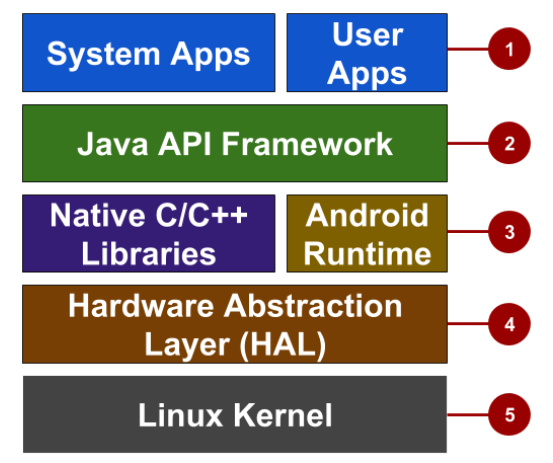 System Apps
User
Apps
1
Java API Framework
2
Native C/C++
Libraries
Android
Runtime
3
Hardware Abstraction
Layer (HAL)
4
Linux Kernel
5